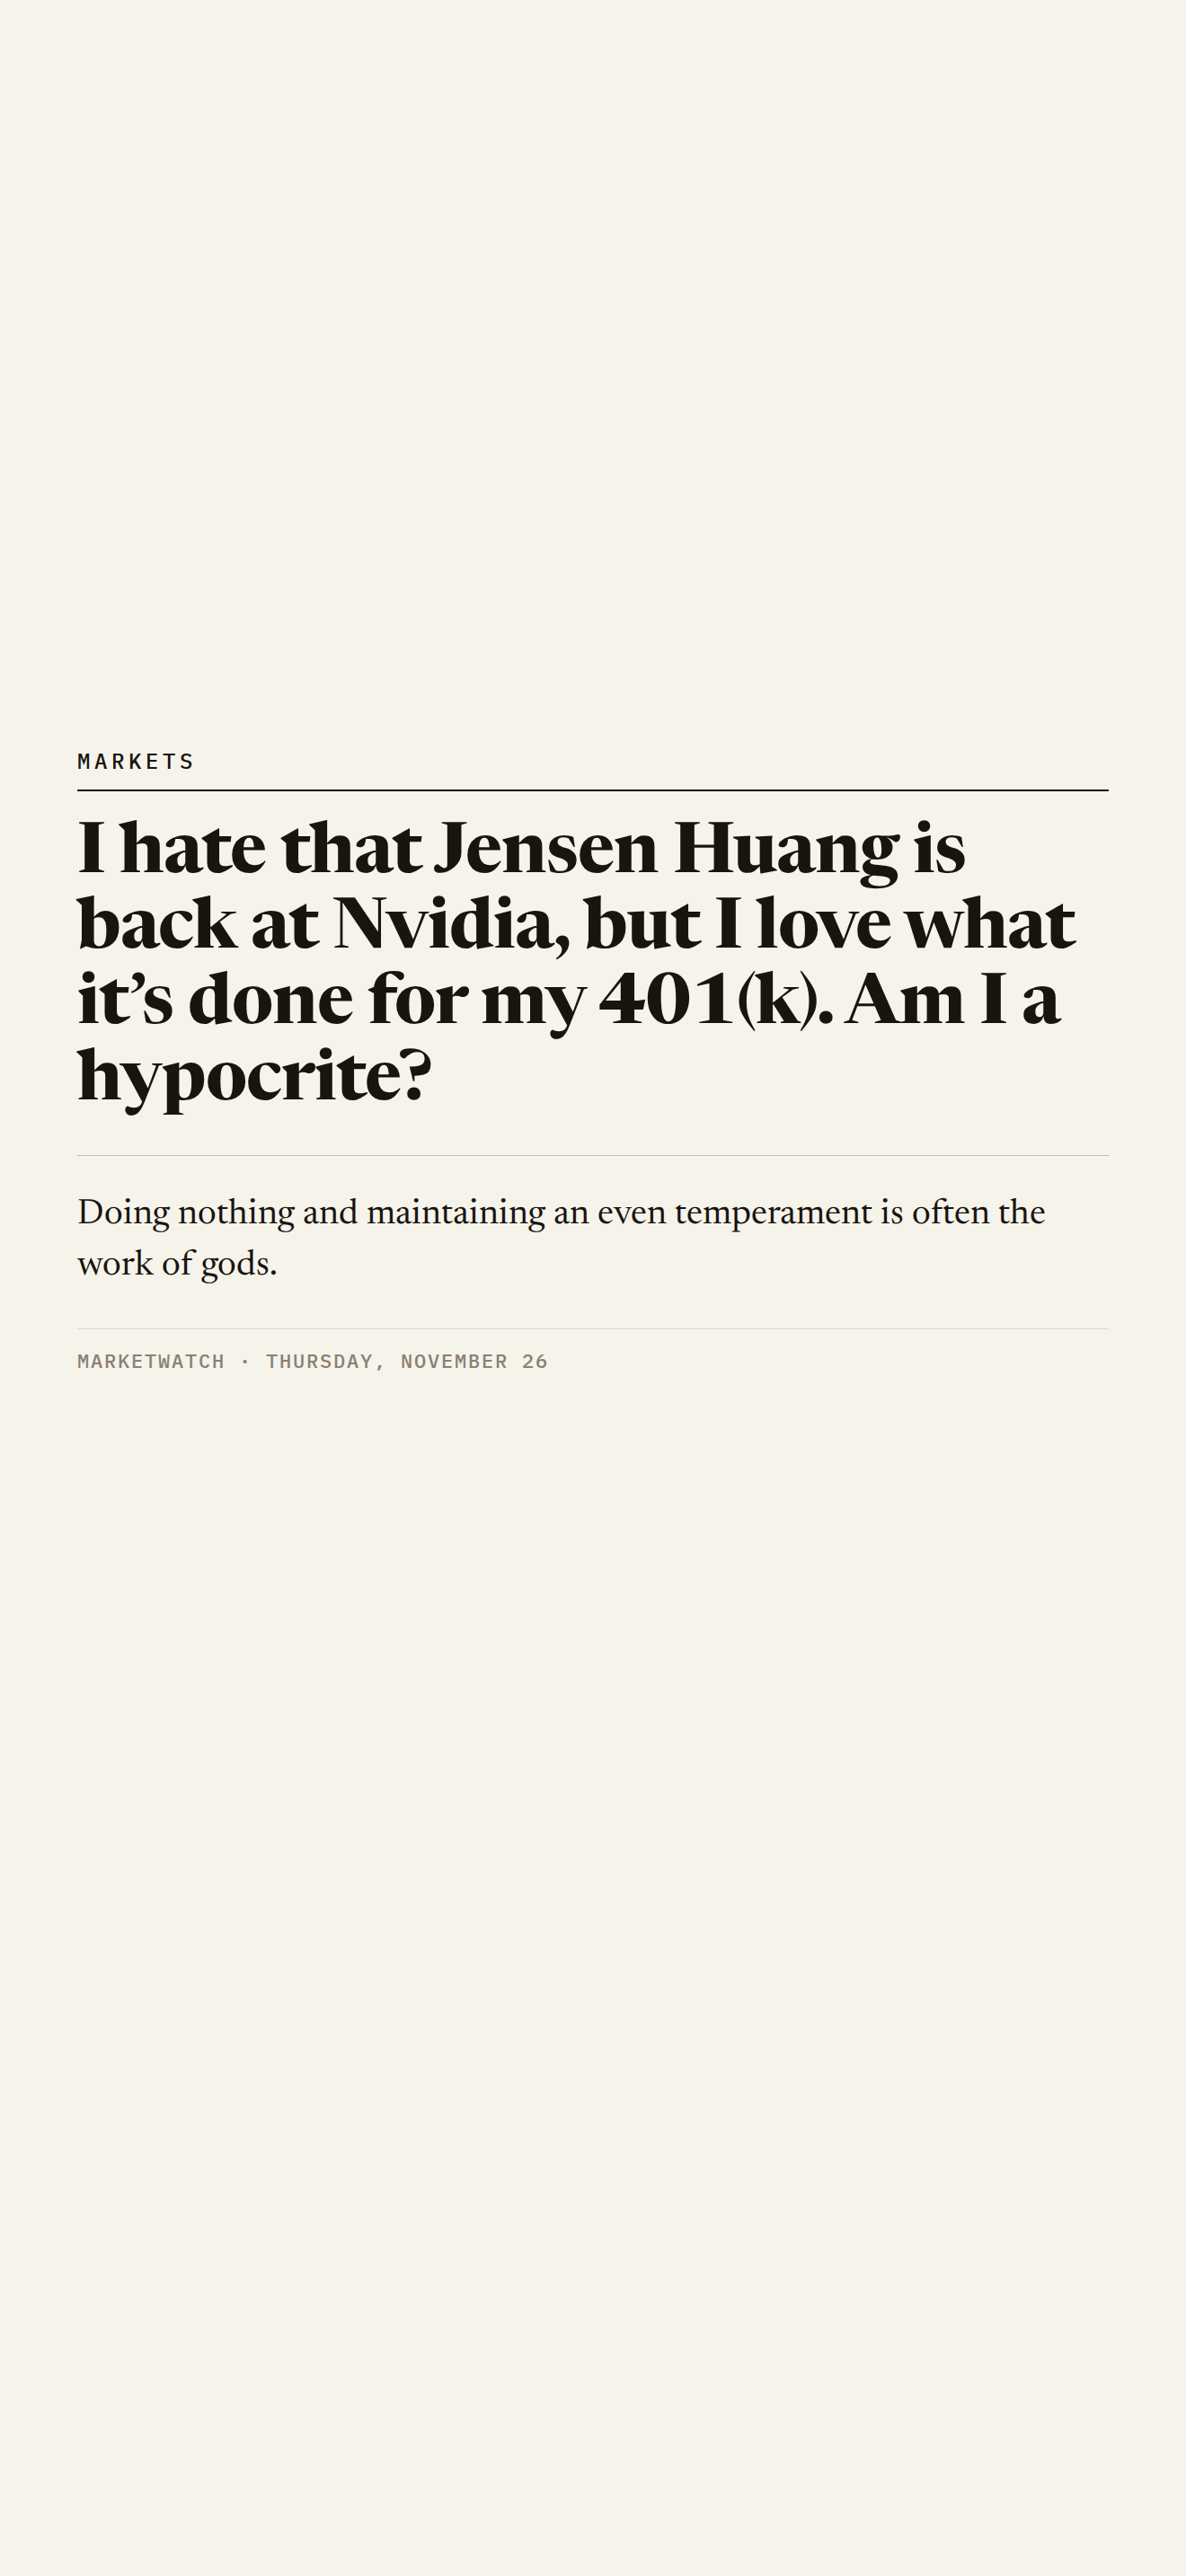 MARKETS
I hate that Jensen Huang is
back at Nvidia, but I love what
it’s done for my 401(k). Am I a
hypocrite?
Doing nothing and maintaining an even temperament is often the
work of gods.
MARKETWATCH · THURSDAY, NOVEMBER 26